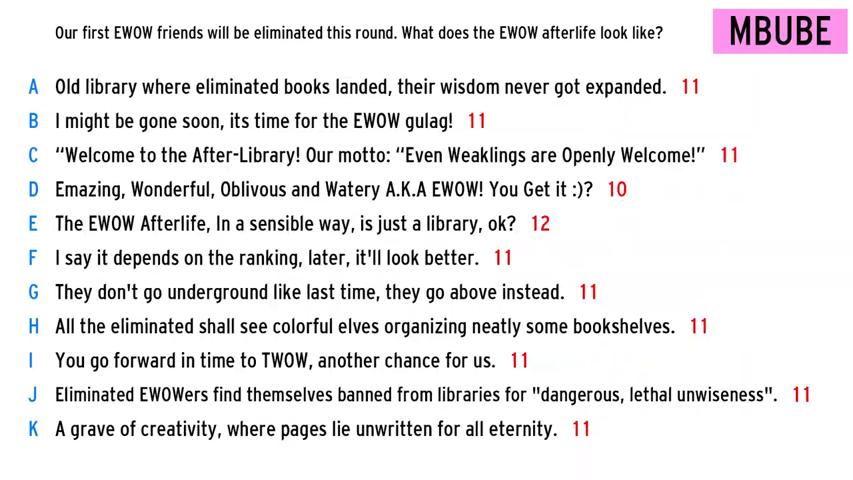 Our first EWOW friends will be eliminated this round. What does the EWOW afterlife look like?
MBUBE
A Old library where eliminated books landed, their wisdom never got expanded. 11
B I might be gone soon, its time for the EWOW gulag! 11
C “Welcome to the After-Library! Our motto: “Even Weaklings are Openly Welcome!” 11
D Emazing, Wonderful, Oblivous and Watery A.K.A EWOW! You Get it :)? 10
E The EWOW Afterlife, In a sensible way, is just a library, ok? 12
F I say it depends on the ranking, later, it'll look better. 11
G They don't go underground like last time, they go above instead. 11
H All the eliminated shall see colorful elves organizing neatly some bookshelves. 11
I You go forward in time to TWOW, another chance for us. 11
J Eliminated EWOWers find themselves banned from libraries for "dangerous, lethal unwiseness". 11
K A grave of creativity, where pages lie unwritten for all eternity. 11